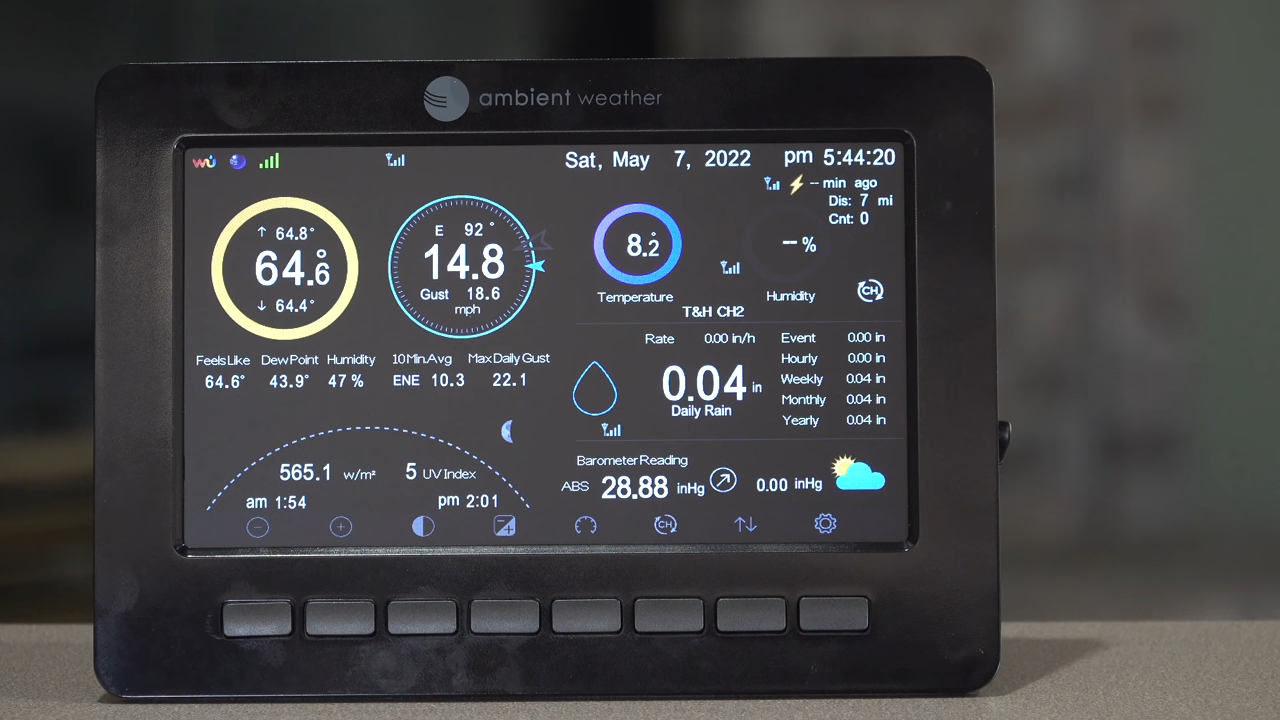 ambient weather
wu
Sat, May 7, 2022 pm 5:44:20
-- min ago
Dis: 7 mi
Cnt: 0
↑ 64.8°
64.6°
↓ 64.4°
E 92°
14.8
Gust 18.6
mph
8.2°
Temperature
-- %
Humidity
CH
T&H CH2
Feels Like Dew Point Humidity
64.6° 43.9° 47 %
10 Min.Avg Max Daily Gust
ENE 10.3 22.1
Rate 0.00 in/h
0.04 in
Daily Rain
Event 0.00 in
Hourly 0.00 in
Weekly 0.04 in
Monthly 0.04 in
Yearly 0.04 in
565.1 w/m² 5 UV Index
am 1:54 pm 2:01
Barometer Reading
ABS 28.88 inHg 0.00 inHg
CH